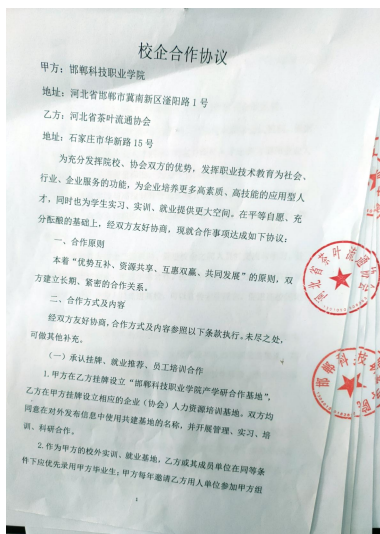 校企合作协议
甲方：邯郸科技职业学院
地址：河北省邯郸市冀南新区滏阳路1号
乙方：河北省茶叶流通协会
地址：石家庄市华新路15号
为充分发挥院校、协会双方的优势，发挥职业技术教育为社会、
行业、企业服务的功能，为企业培养更多高素质、高技能的应用型人
才，同时也为学生实习、实训、就业提供更大空间。在平等自愿、充
分酝酿的基础上，经双方友好协商，现就合作事项达成如下协议：
一、合作原则
本着“优势互补、资源共享、互惠双赢、共同发展”的原则，双
方建立长期、紧密的合作关系。
二、合作方式及内容
经双方友好协商，合作方式及内容参照以下条款执行。未尽之处，
可做其他补充。
（一）承认挂牌、就业推荐、员工培训合作
1.甲方在乙方挂牌设立“邯郸科技职业学院产学研合作基地”，
乙方在甲方挂牌设立相应的企业（协会）人力资源培训基地。双方均
同意在对外发布信息中使用共建基地的名称，并开展管理、实习、培
训、科研合作。
2.作为甲方的校外实训、就业基地，乙方或其成员单位在同等条
件下应优先录用甲方毕业生；甲方每年邀请乙方用人单位参加甲方组
1
河北省茶叶流通协会
邯郸科技